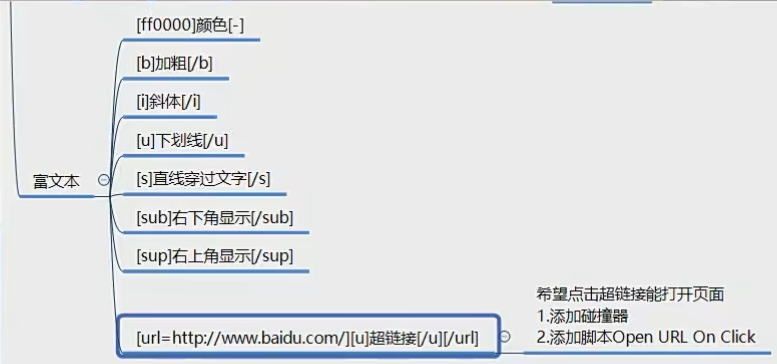 [ff0000]颜色[-]
[b]加粗[/b]
[i]斜体[/i]
[u]下划线[/u]
富文本
[s]直线穿过文字[/s]
[sub]右下角显示[/sub]
[sup]右上角显示[/sup]
[url=http://www.baidu.com/][u]超链接[/u][/url]
希望点击超链接能打开页面
1.添加碰撞器
2.添加脚本Open URL On Click